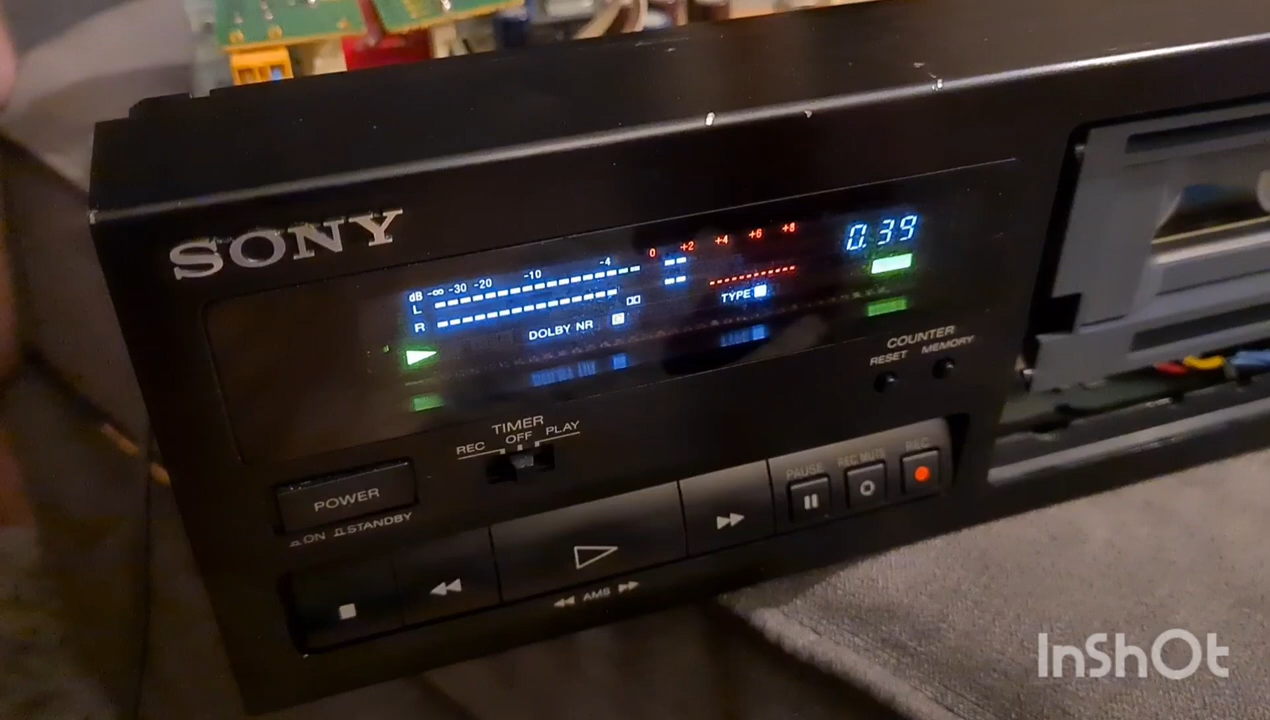 SONY
dB -∞ -30 -20 -10 -4 0 +2 +4 +6 +8
0.39
L
R
DOLBY NR
C
TYPE
COUNTER
RESET MEMORY
TIMER
REC OFF PLAY
POWER
ON STANDBY
PAUSE REC MUTE REC
AMS
InShOt